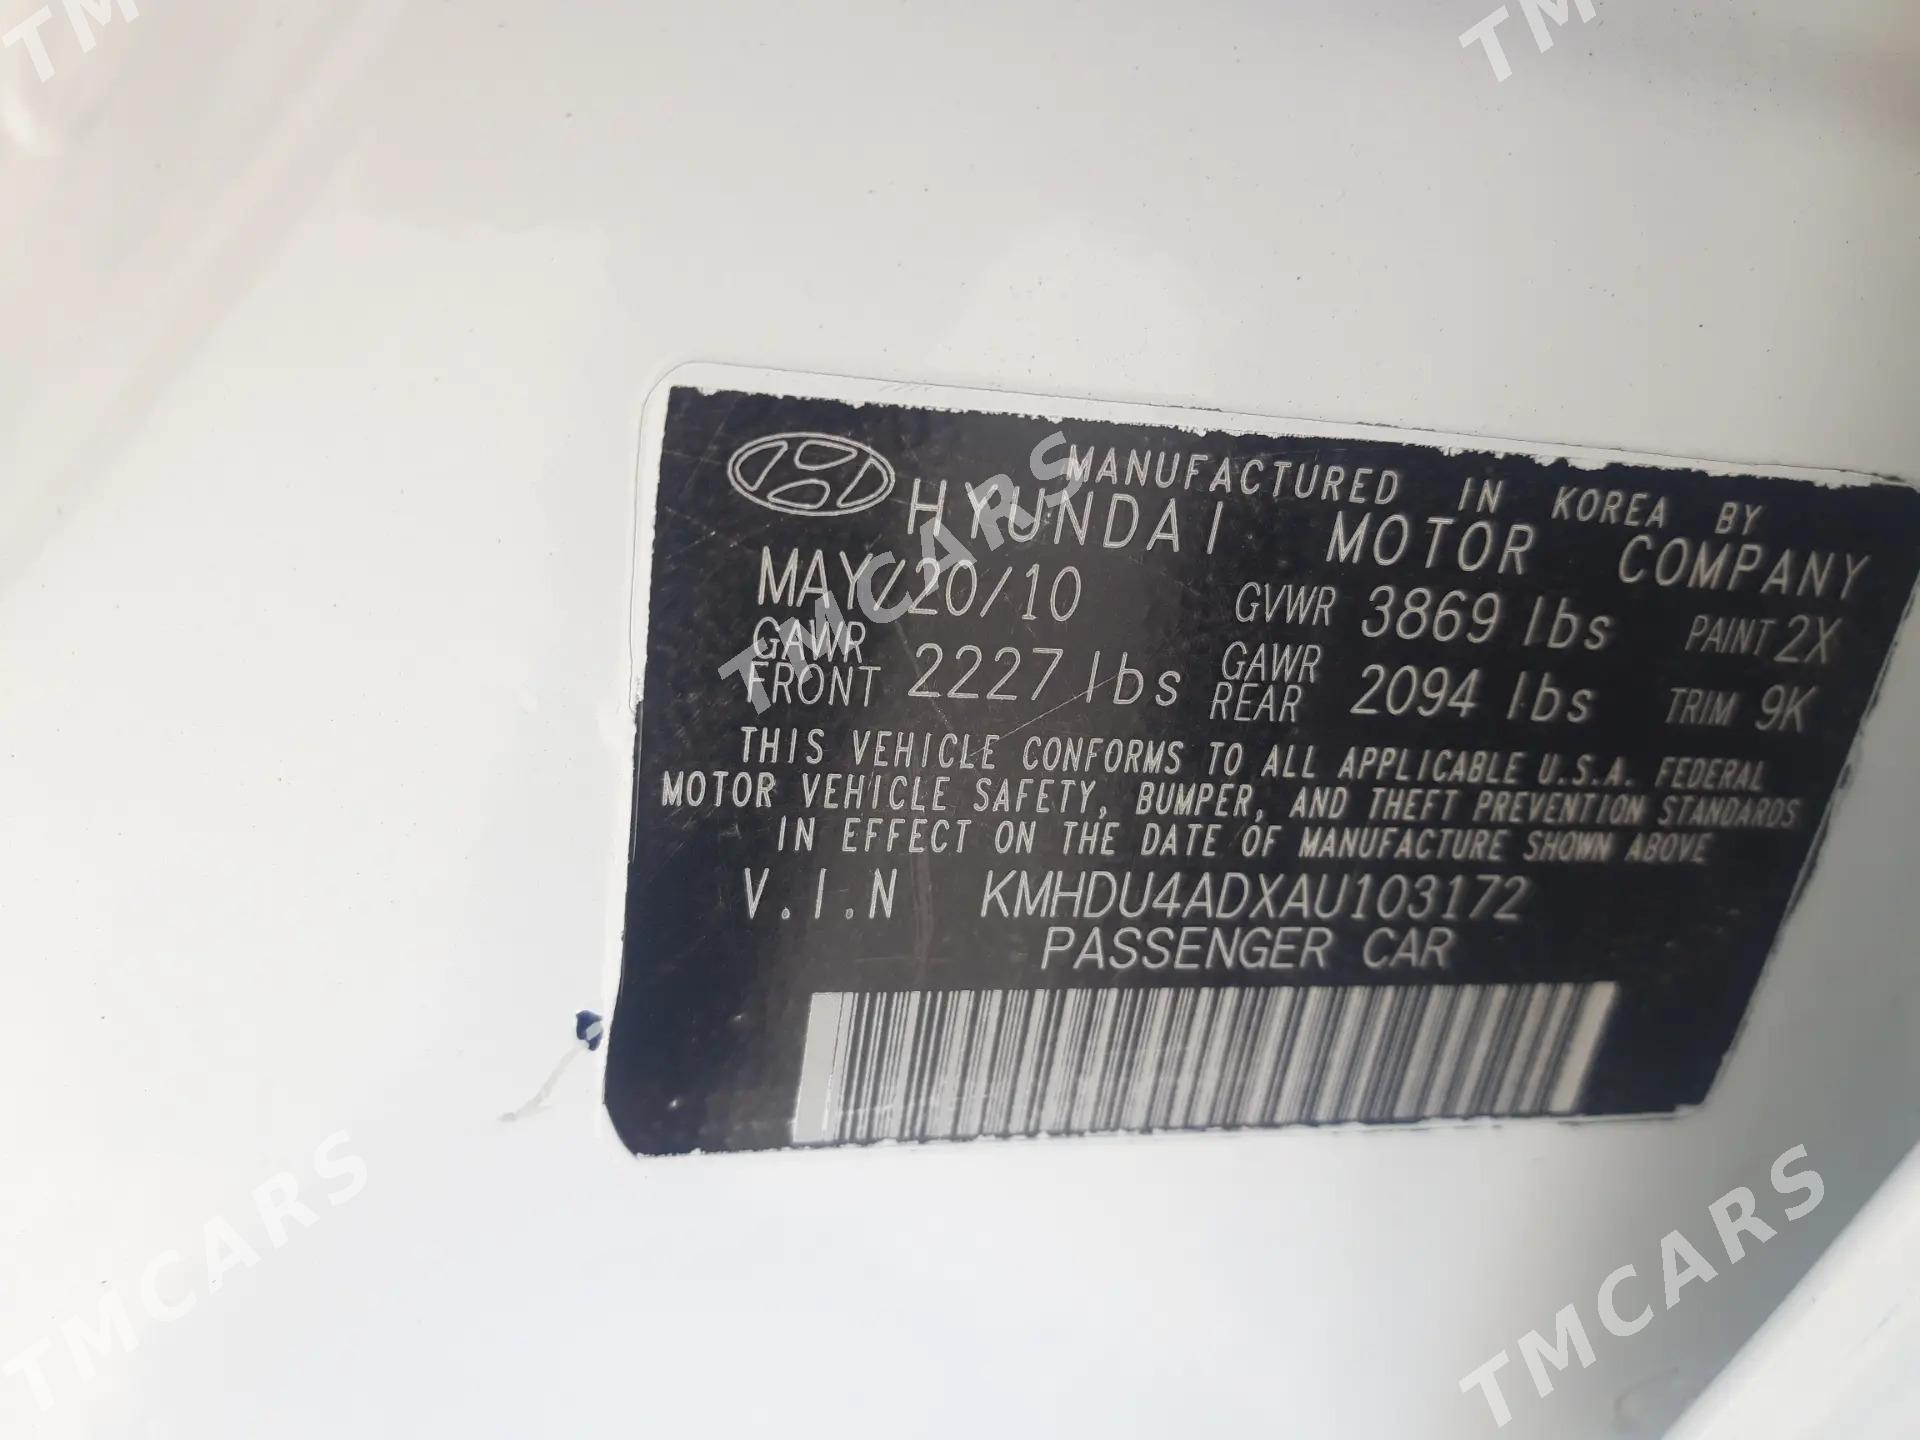 TMCARS
TMCARS
MANUFACTURED IN KOREA BY
HYUNDAI MOTOR COMPANY
MAY/20/10 GVWR 3869 lbs PAINT 2X
GAWR FRONT 2227 lbs GAWR REAR 2094 lbs TRIM 9K
THIS VEHICLE CONFORMS TO ALL APPLICABLE U.S.A. FEDERAL
MOTOR VEHICLE SAFETY, BUMPER, AND THEFT PREVENTION STANDARDS
IN EFFECT ON THE DATE OF MANUFACTURE SHOWN ABOVE
V.I.N KMHDU4ADXAU103172
PASSENGER CAR
TMCARS